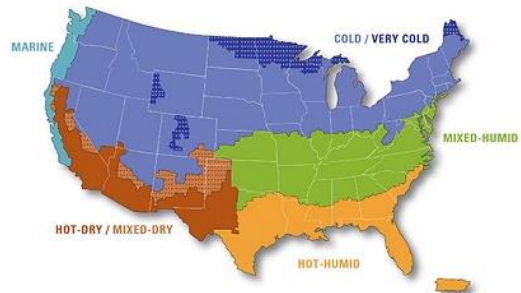 MARINE
COLD / VERY COLD
MIXED-HUMID
HOT-DRY / MIXED-DRY
HOT-HUMID